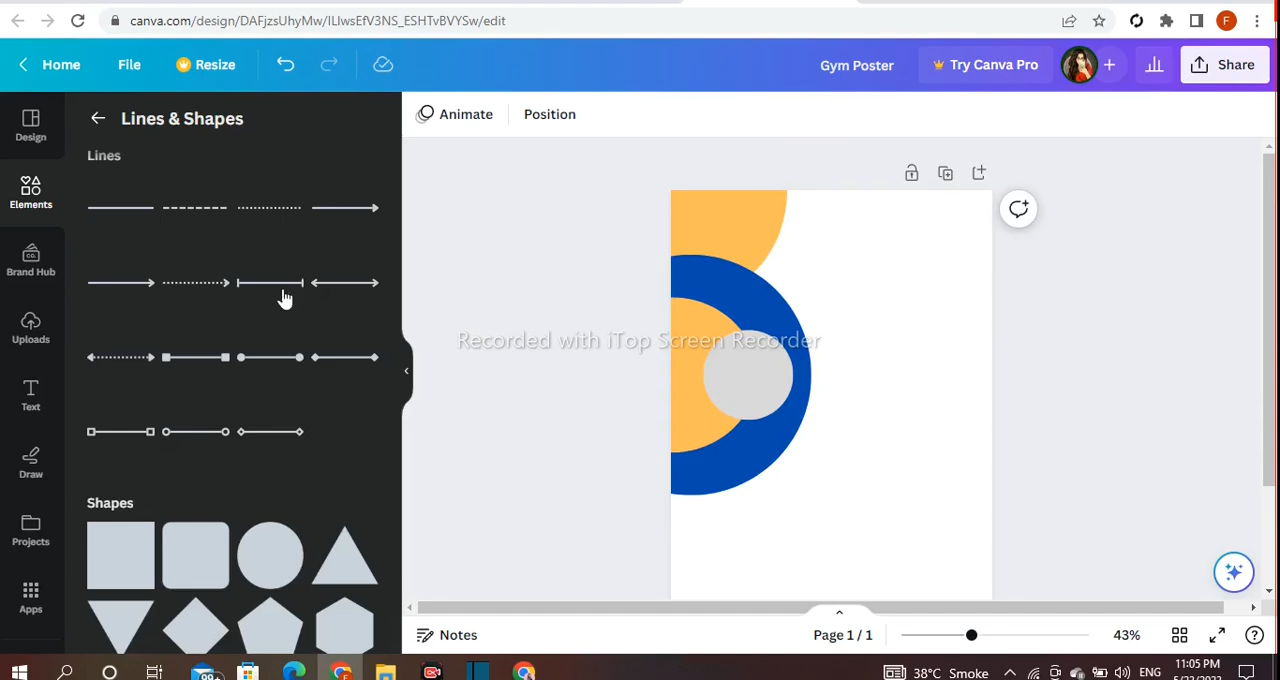 canva.com/design/DAFjzsUhyMw/lLIwsEfV3NS_ESHTvBVYSw/edit
F
Home
File
Resize
Gym Poster
Try Canva Pro
+
Share
Design
Elements
Brand Hub
Uploads
Text
Draw
Projects
Apps
Lines & Shapes
Lines
Shapes
Animate
Position
Recorded with iTop Screen Recorder
Notes
Page 1 / 1
43%
38°C Smoke
ENG
11:05 PM